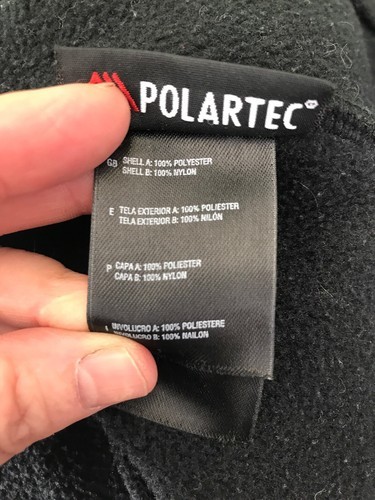 POLARTEC
GB SHELL A: 100% POLYESTER
SHELL B: 100% NYLON
E TELA EXTERIOR A: 100% POLIESTER
TELA EXTERIOR B: 100% NILÓN
P CAPA A: 100% POLIESTER
CAPA B: 100% NYLON
I INVOLUCRO A: 100% POLIESTERE
INVOLUCRO B: 100% NAILON